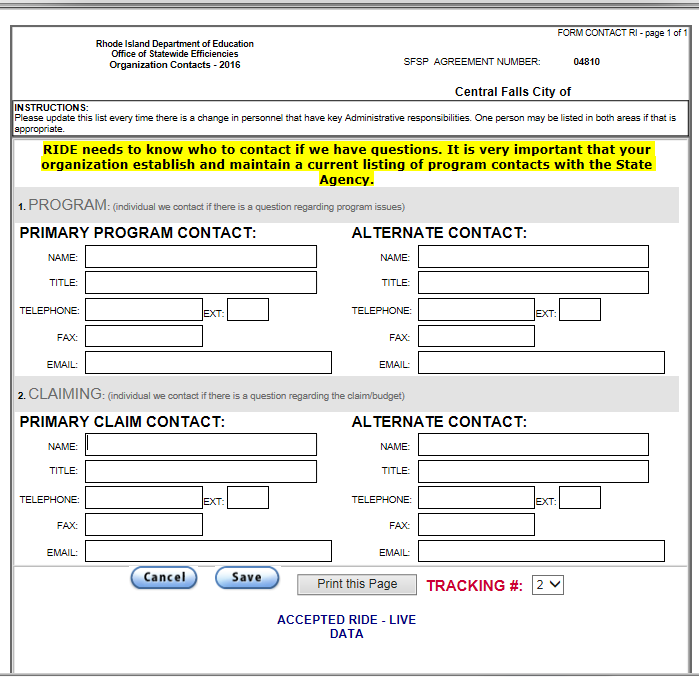 FORM CONTACT RI - page 1 of 1
Rhode Island Department of Education
Office of Statewide Efficiencies
Organization Contacts - 2016
SFSP AGREEMENT NUMBER: 04810
Central Falls City of
INSTRUCTIONS:
Please update this list every time there is a change in personnel that have key Administrative responsibilities. One person may be listed in both areas if that is
appropriate.
RIDE needs to know who to contact if we have questions. It is very important that your
organization establish and maintain a current listing of program contacts with the State
Agency.
1. PROGRAM: (individual we contact if there is a question regarding program issues)
PRIMARY PROGRAM CONTACT: ALTERNATE CONTACT:
NAME: NAME:
TITLE: TITLE:
TELEPHONE: EXT: TELEPHONE: EXT:
FAX: FAX:
EMAIL: EMAIL:
2. CLAIMING: (individual we contact if there is a question regarding the claim/budget)
PRIMARY CLAIM CONTACT: ALTERNATE CONTACT:
NAME: NAME:
TITLE: TITLE:
TELEPHONE: EXT: TELEPHONE: EXT:
FAX: FAX:
EMAIL: EMAIL:
Cancel Save Print this Page TRACKING #: 2
ACCEPTED RIDE - LIVE
DATA